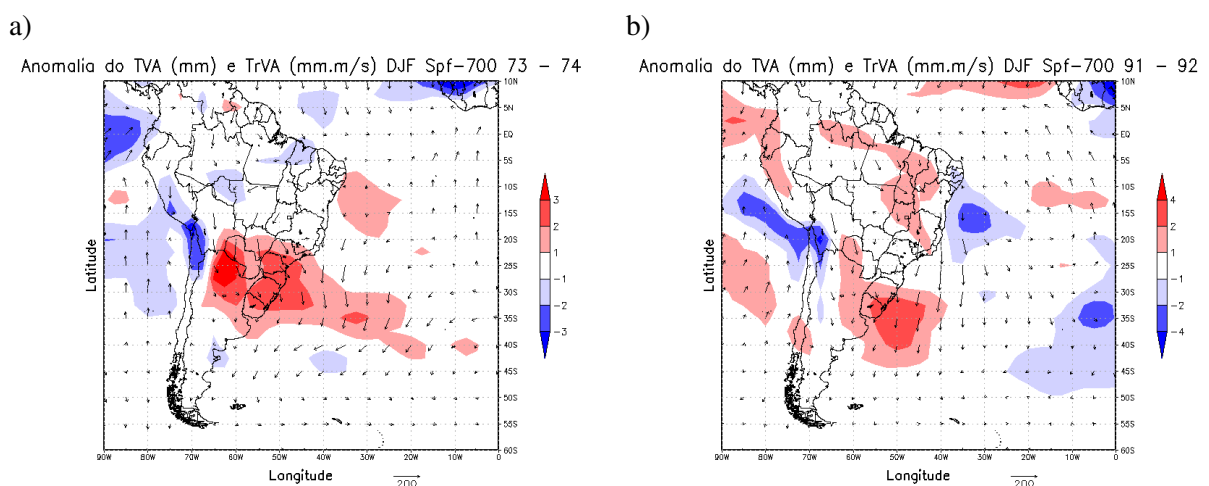 a)
Anomalia do TVA (mm) e TrVA (mm.m/s) DJF Spf-700 73 - 74
10N
5N
EQ
5S
10S
15S
20S
25S
30S
35S
40S
45S
50S
55S
60S
Latitude
3
2
1
-1
-2
-3
90W 80W 70W 60W 50W 40W 30W 20W 10W 0
Longitude
200
b)
Anomalia do TVA (mm) e TrVA (mm.m/s) DJF Spf-700 91 - 92
10N
5N
EQ
5S
10S
15S
20S
25S
30S
35S
40S
45S
50S
55S
60S
Latitude
4
2
1
-1
-2
-4
90W 80W 70W 60W 50W 40W 30W 20W 10W 0
Longitude
200